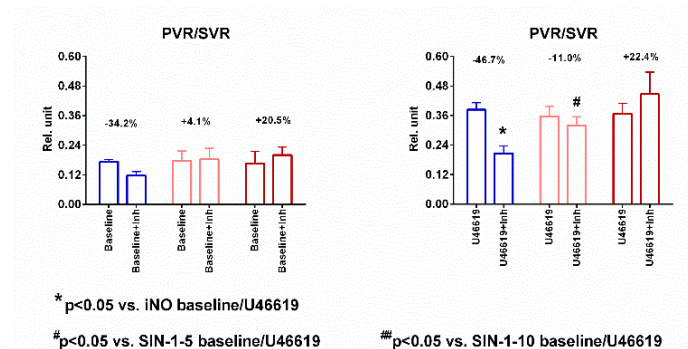 PVR/SVR
0.60
0.48
0.36
0.24
0.12
0.00
Rel. unit
-34.2%
+4.1%
+20.5%
Baseline
Baseline+Inh
Baseline
Baseline+Inh
Baseline
Baseline+Inh
PVR/SVR
0.60
0.48
0.36
0.24
0.12
0.00
Rel. unit
-46.7%
-11.0%
+22.4%
*
#
U46619
U46619+Inh
U46619
U46619+Inh
U46619
U46619+Inh
*p<0.05 vs. iNO baseline/U46619
#p<0.05 vs. SIN-1-5 baseline/U46619
##p<0.05 vs. SIN-1-10 baseline/U46619